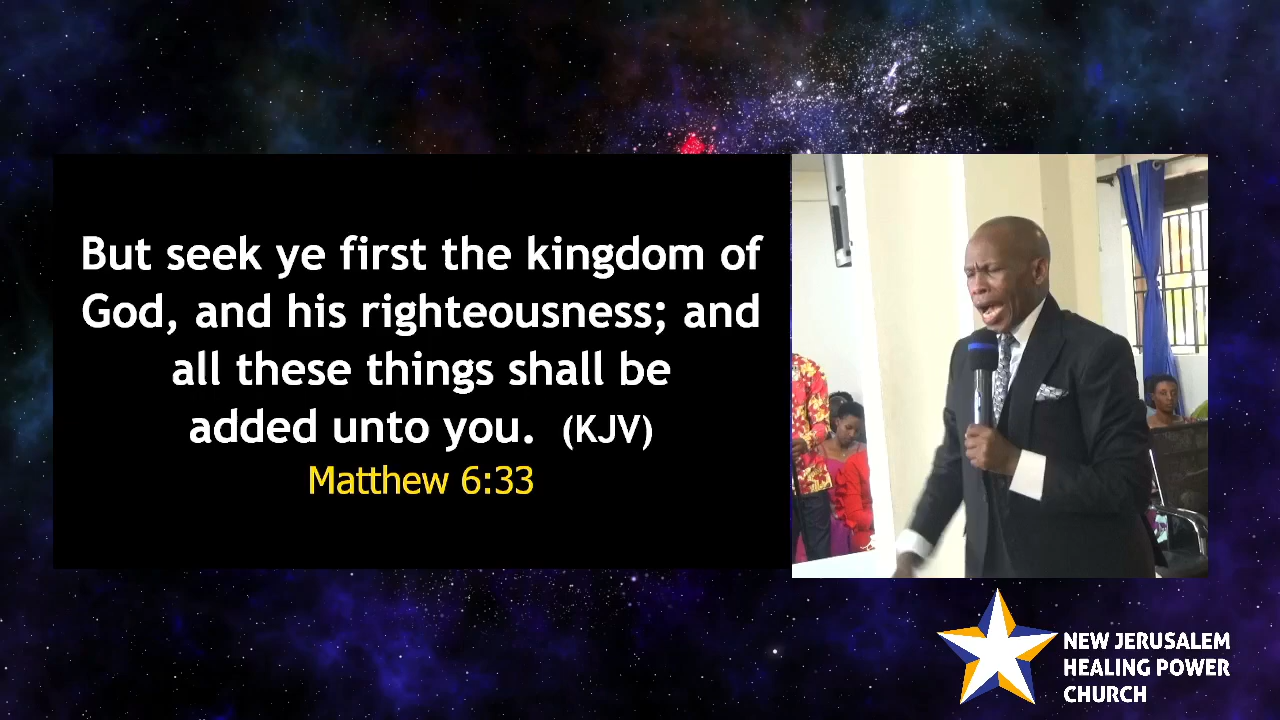 But seek ye first the kingdom of
God, and his righteousness; and
all these things shall be
added unto you. (KJV)
Matthew 6:33
NEW JERUSALEM
HEALING POWER
CHURCH